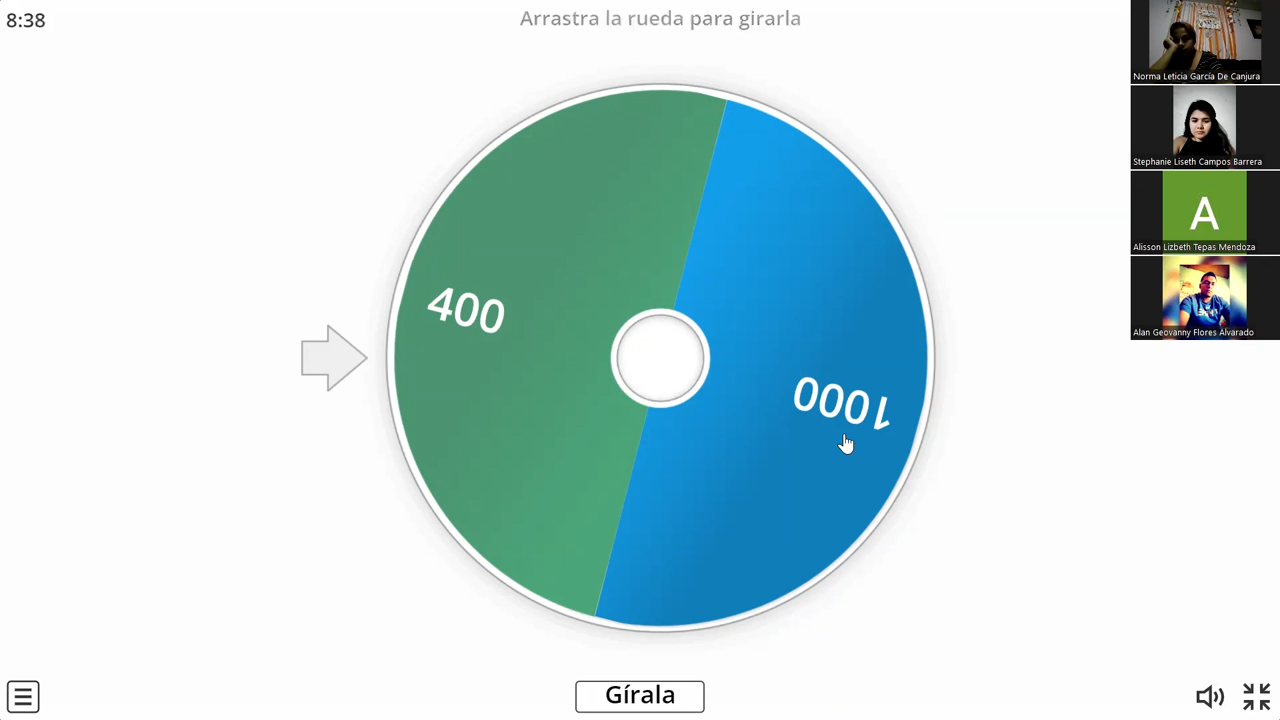 8:38
Arrastra la rueda para girarla
Norma Leticia García De Canjura
Stephanie Liseth Campos Barrera
A
Alisson Lizbeth Tepas Mendoza
Alan Geovanny Flores Alvarado
400
1000
Gírala